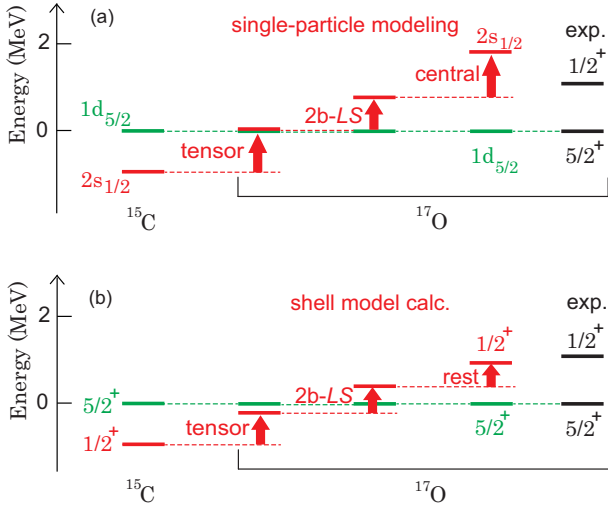 (a)
single-particle modeling
2s1/2
exp.
1/2+
Energy (MeV)
2
0
1d5/2
central
2b-LS
tensor
2s1/2
1d5/2
5/2+
15C
17O
(b)
shell model calc.
exp.
1/2+
1/2+
Energy (MeV)
2
0
rest
2b-LS
5/2+
tensor
1/2+
5/2+
5/2+
15C
17O